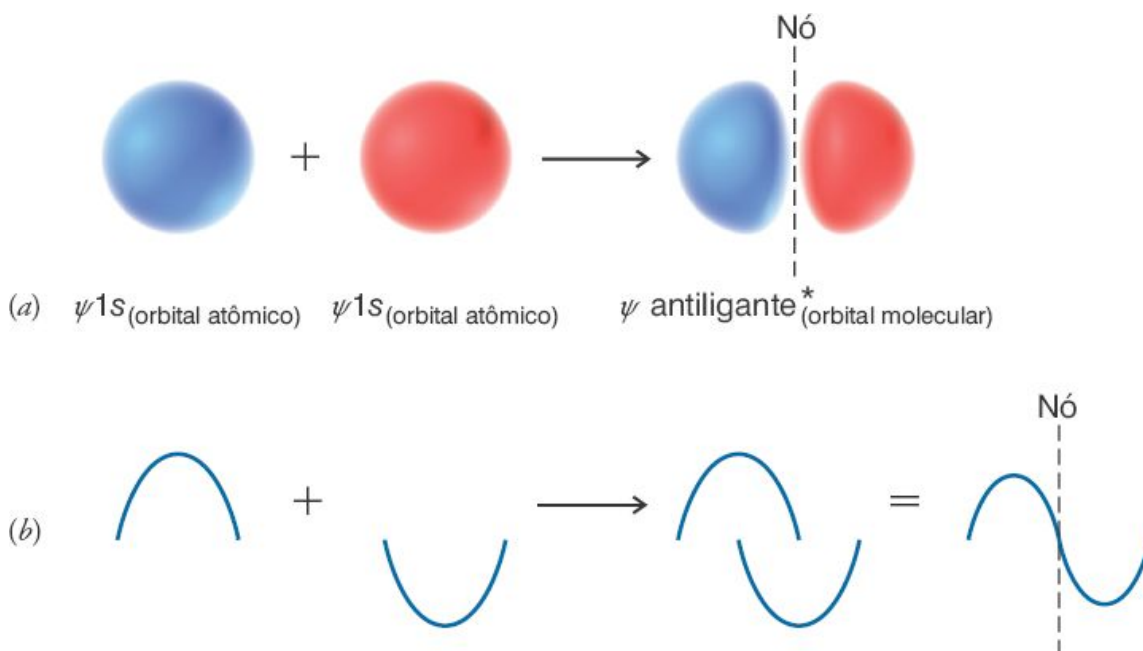 Nó
+
(a) ψ1s(orbital atômico) ψ1s(orbital atômico) ψ antiligante*(orbital molecular)
Nó
+ =
(b)